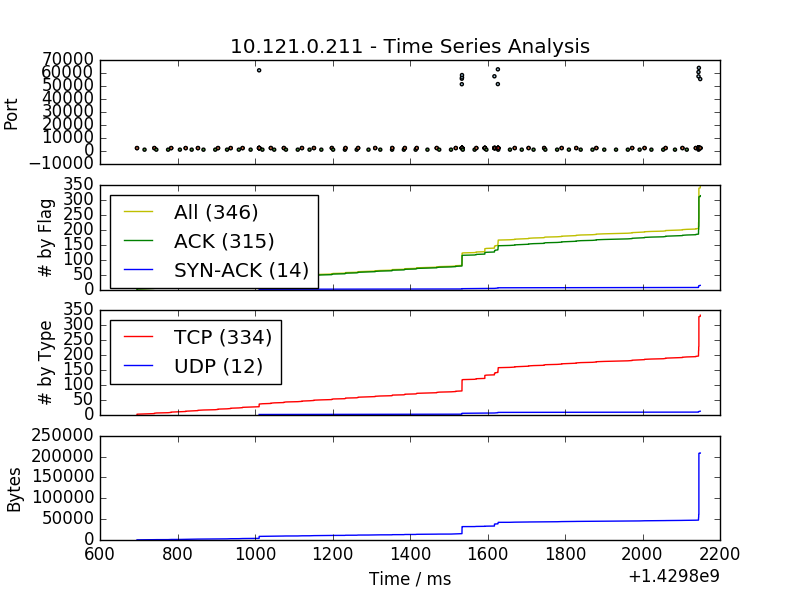 10.121.0.211 - Time Series Analysis
70000
60000
50000
40000
30000
20000
10000
0
−10000
Port
350
300
250
200
150
100
50
0
# by Flag
All (346)
ACK (315)
SYN-ACK (14)
350
300
250
200
150
100
50
0
# by Type
TCP (334)
UDP (12)
250000
200000
150000
100000
50000
0
Bytes
600 800 1000 1200 1400 1600 1800 2000 2200
Time / ms
+1.4298e9